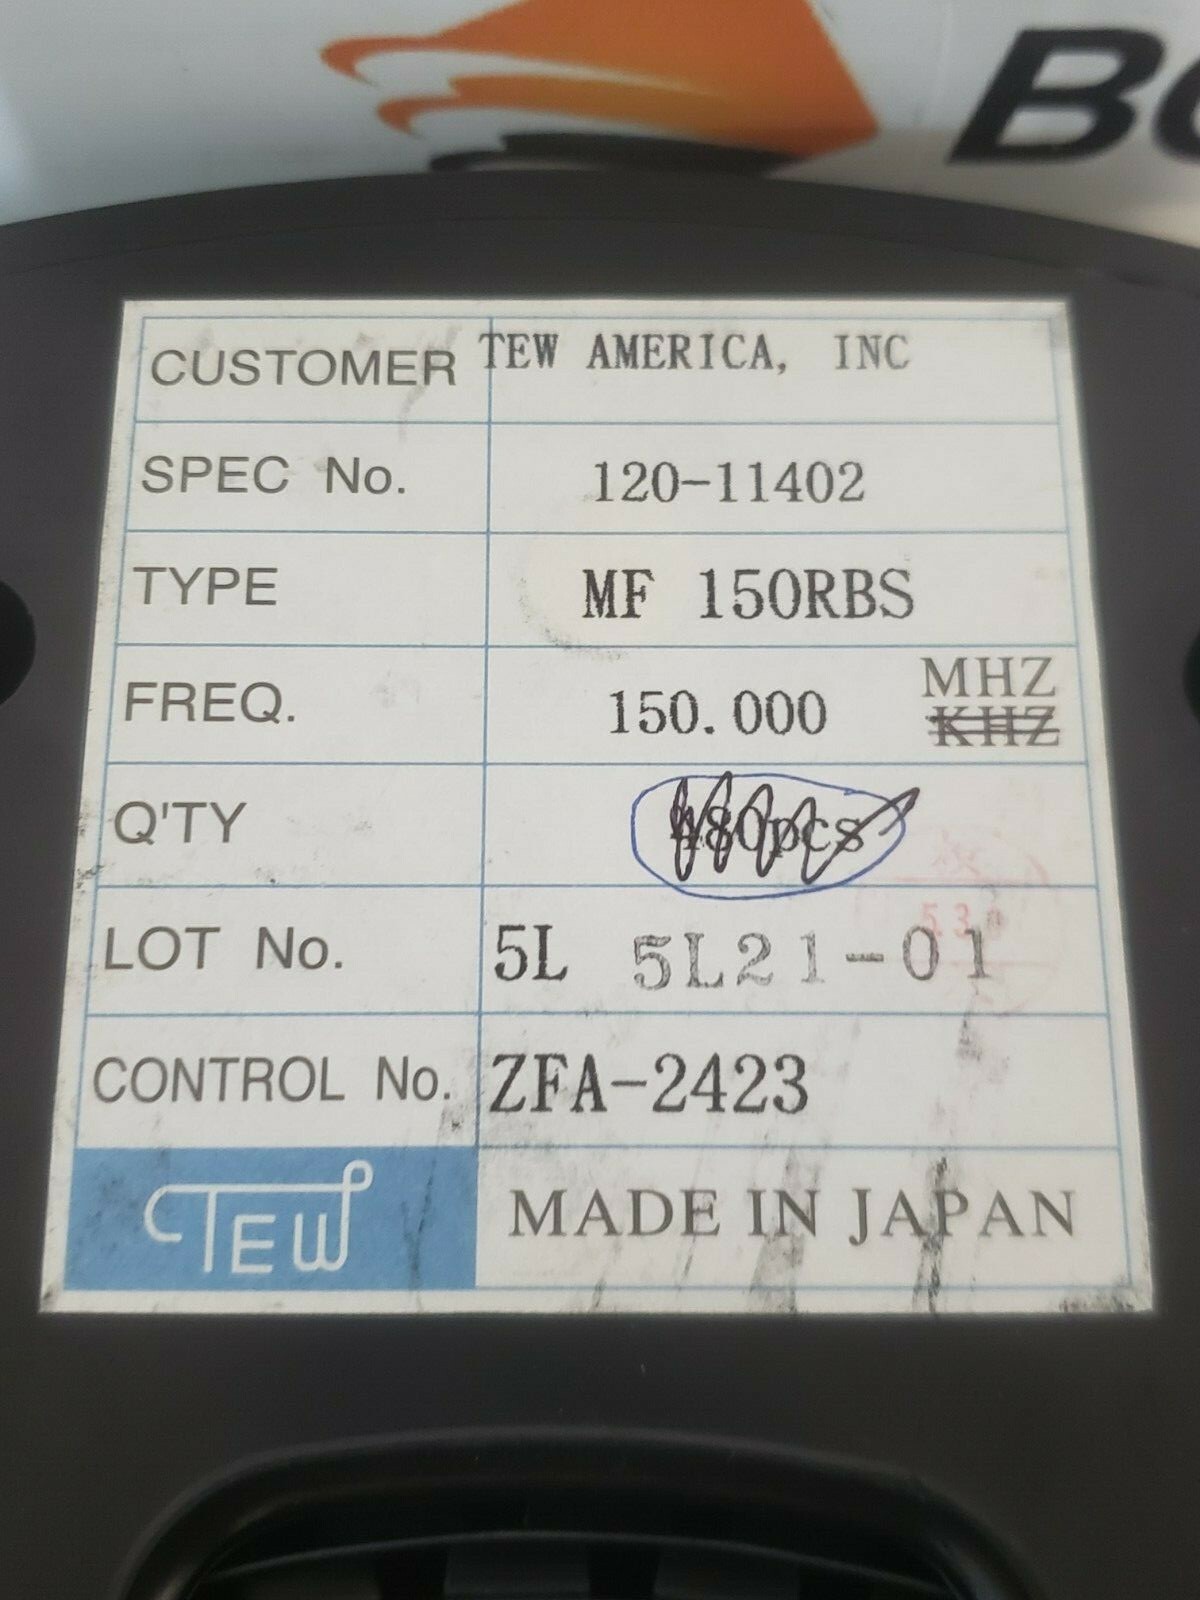 CUSTOMER TEW AMERICA, INC
SPEC No. 120-11402
TYPE MF 150RBS
FREQ. 150.000 MHZ
KHZ
Q'TY 480pcs
LOT No. 5L 5L21-01
CONTROL No. ZFA-2423
TEW MADE IN JAPAN